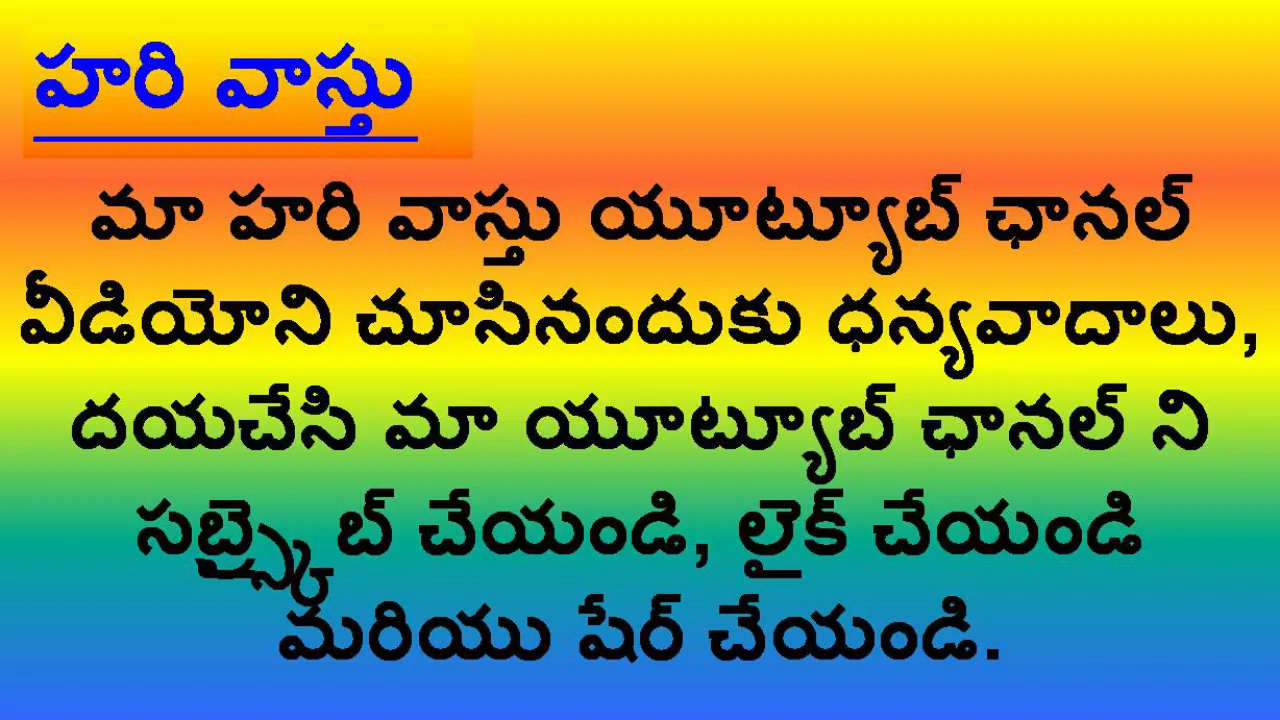 హరి వాస్తు
మా హరి వాస్తు యూట్యూబ్ ఛానల్
వీడియోని చూసినందుకు ధన్యవాదాలు,
దయచేసి మా యూట్యూబ్ ఛానల్ ని
సబ్స్క్రైబ్ చేయండి, లైక్ చేయండి
మరియు షేర్ చేయండి.